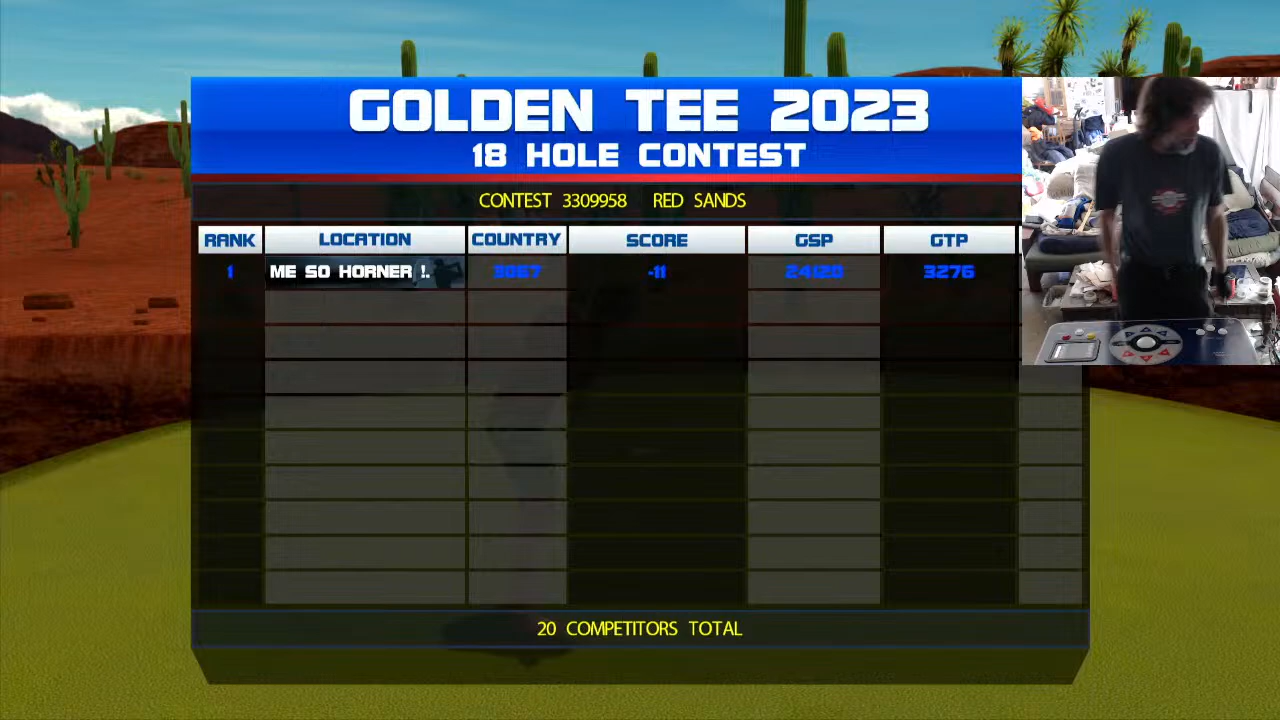 GOLDEN TEE 2023
18 HOLE CONTEST
CONTEST 3309958 RED SANDS
RANK LOCATION COUNTRY SCORE GSP GTP
1 ME SO HORNER !. -11 24120 3276
20 COMPETITORS TOTAL